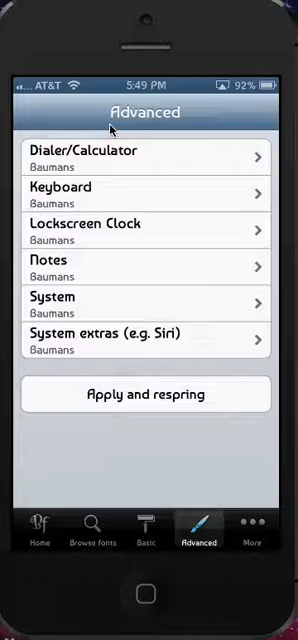 AT&T 5:49 PM 92%
Advanced
Dialer/Calculator
Baumans
Keyboard
Baumans
Lockscreen Clock
Baumans
Notes
Baumans
System
Baumans
System extras (e.g. Siri)
Baumans
Apply and respring
Bf
Home Browse fonts Basic Advanced More